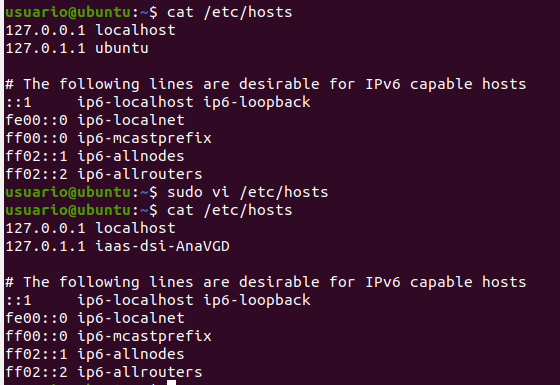 usuario@ubuntu:~$ cat /etc/hosts
127.0.0.1 localhost
127.0.1.1 ubuntu
# The following lines are desirable for IPv6 capable hosts
::1     ip6-localhost ip6-loopback
fe00::0 ip6-localnet
ff00::0 ip6-mcastprefix
ff02::1 ip6-allnodes
ff02::2 ip6-allrouters
usuario@ubuntu:~$ sudo vi /etc/hosts
usuario@ubuntu:~$ cat /etc/hosts
127.0.0.1 localhost
127.0.1.1 iaas-dsi-AnaVGD
# The following lines are desirable for IPv6 capable hosts
::1     ip6-localhost ip6-loopback
fe00::0 ip6-localnet
ff00::0 ip6-mcastprefix
ff02::1 ip6-allnodes
ff02::2 ip6-allrouters